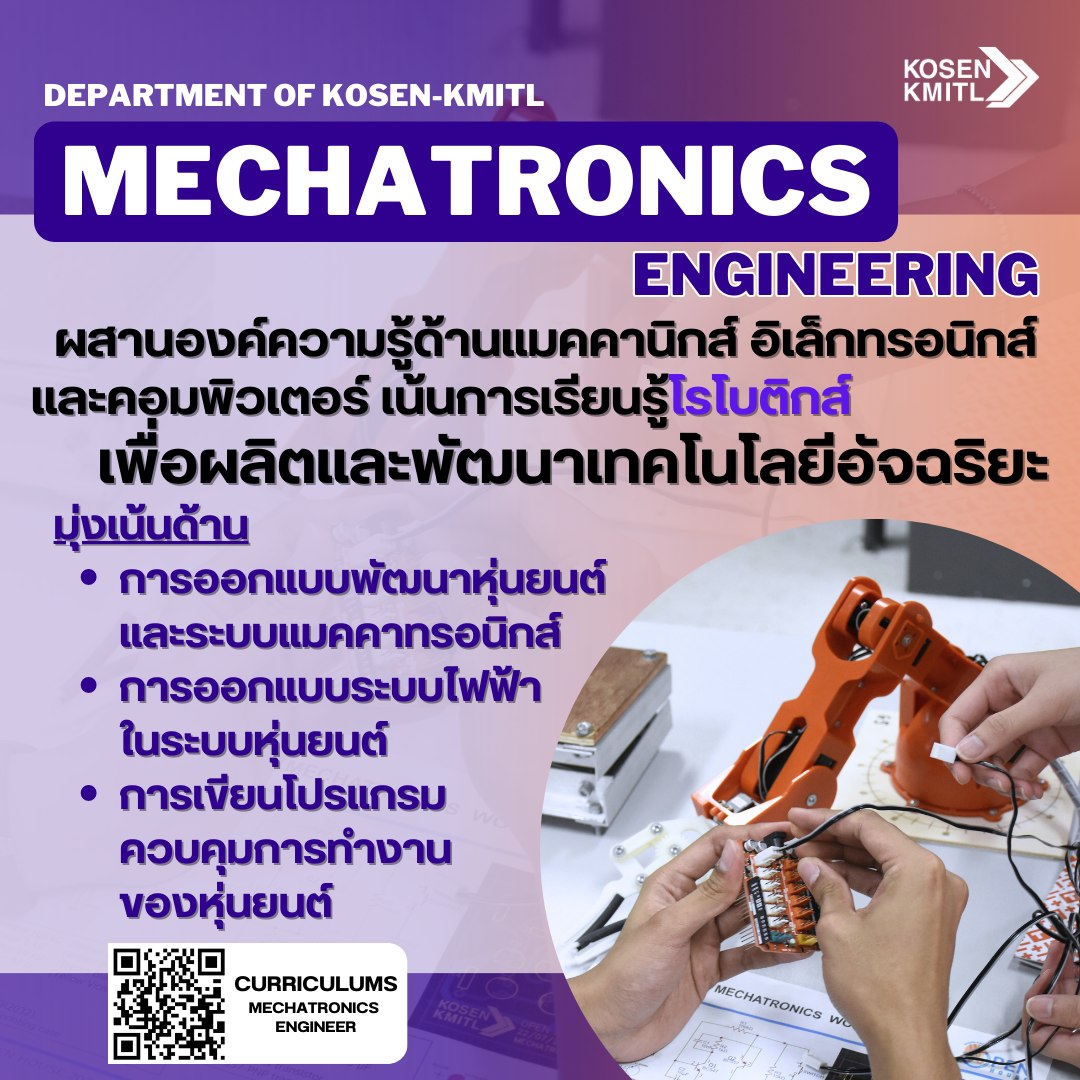 DEPARTMENT OF KOSEN-KMITL
KOSEN
KMITL
MECHATRONICS
ENGINEERING
ผสานองค์ความรู้ด้านแมคคานิกส์ อิเล็กทรอนิกส์
และคอมพิวเตอร์ เน้นการเรียนรู้โรโบติกส์
เพื่อผลิตและพัฒนาเทคโนโลยีอัจฉริยะ
มุ่งเน้นด้าน
• การออกแบบพัฒนาหุ่นยนต์
และระบบแมคคาทรอนิกส์
• การออกแบบระบบไฟฟ้า
ในระบบหุ่นยนต์
• การเขียนโปรแกรม
ควบคุมการทำงาน
ของหุ่นยนต์
CURRICULUMS
MECHATRONICS
ENGINEER
MECHATRONICS WO
KOSEN
KMITL